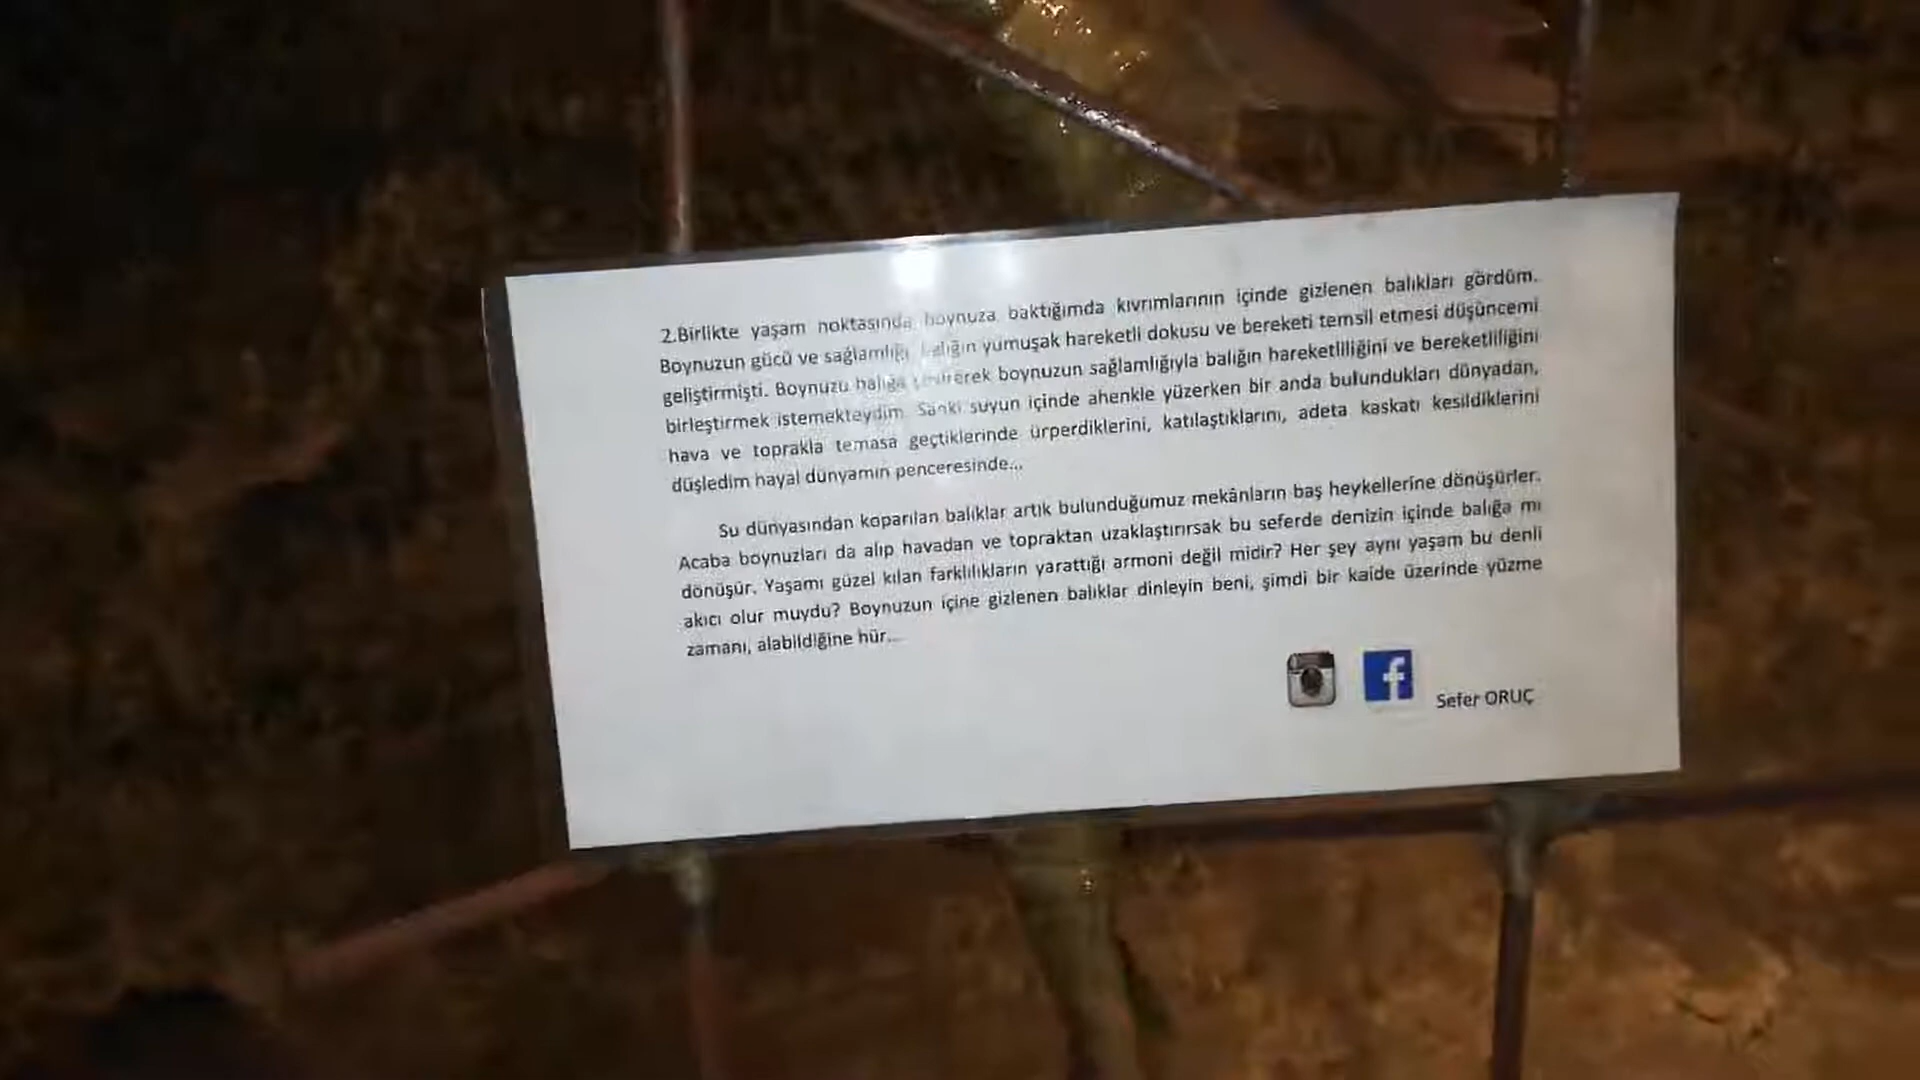 2.Birlikte yaşam noktasında boynuza baktığımda kıvrımlarının içinde gizlenen balıkları gördüm.
Boynuzun gücü ve sağlamlığı balığın yumuşak hareketli dokusu ve bereketi temsil etmesi düşüncemi
geliştirmişti. Boynuzu balığa çevirerek boynuzun sağlamlığıyla balığın hareketliliğini ve bereketliliğini
birleştirmek istemekteydim. Sanki suyun içinde ahenkle yüzerken bir anda bulundukları dünyadan,
hava ve toprakla temasa geçtiklerinde ürperdiklerini, katılaştıklarını, adeta kaskatı kesildiklerini
düşledim hayal dünyamın penceresinde...
Su dünyasından koparılan balıklar artık bulunduğumuz mekânların baş heykellerine dönüşürler.
Acaba boynuzları da alıp havadan ve topraktan uzaklaştırırsak bu seferde denizin içinde balığa mı
dönüşür. Yaşamı güzel kılan farklılıkların yarattığı armoni değil midir? Her şey aynı yaşam bu denli
akıcı olur muydu? Boynuzun içine gizlenen balıklar dinleyin beni, şimdi bir kaide üzerinde yüzme
zamanı, alabildiğine hür...
Sefer ORUÇ